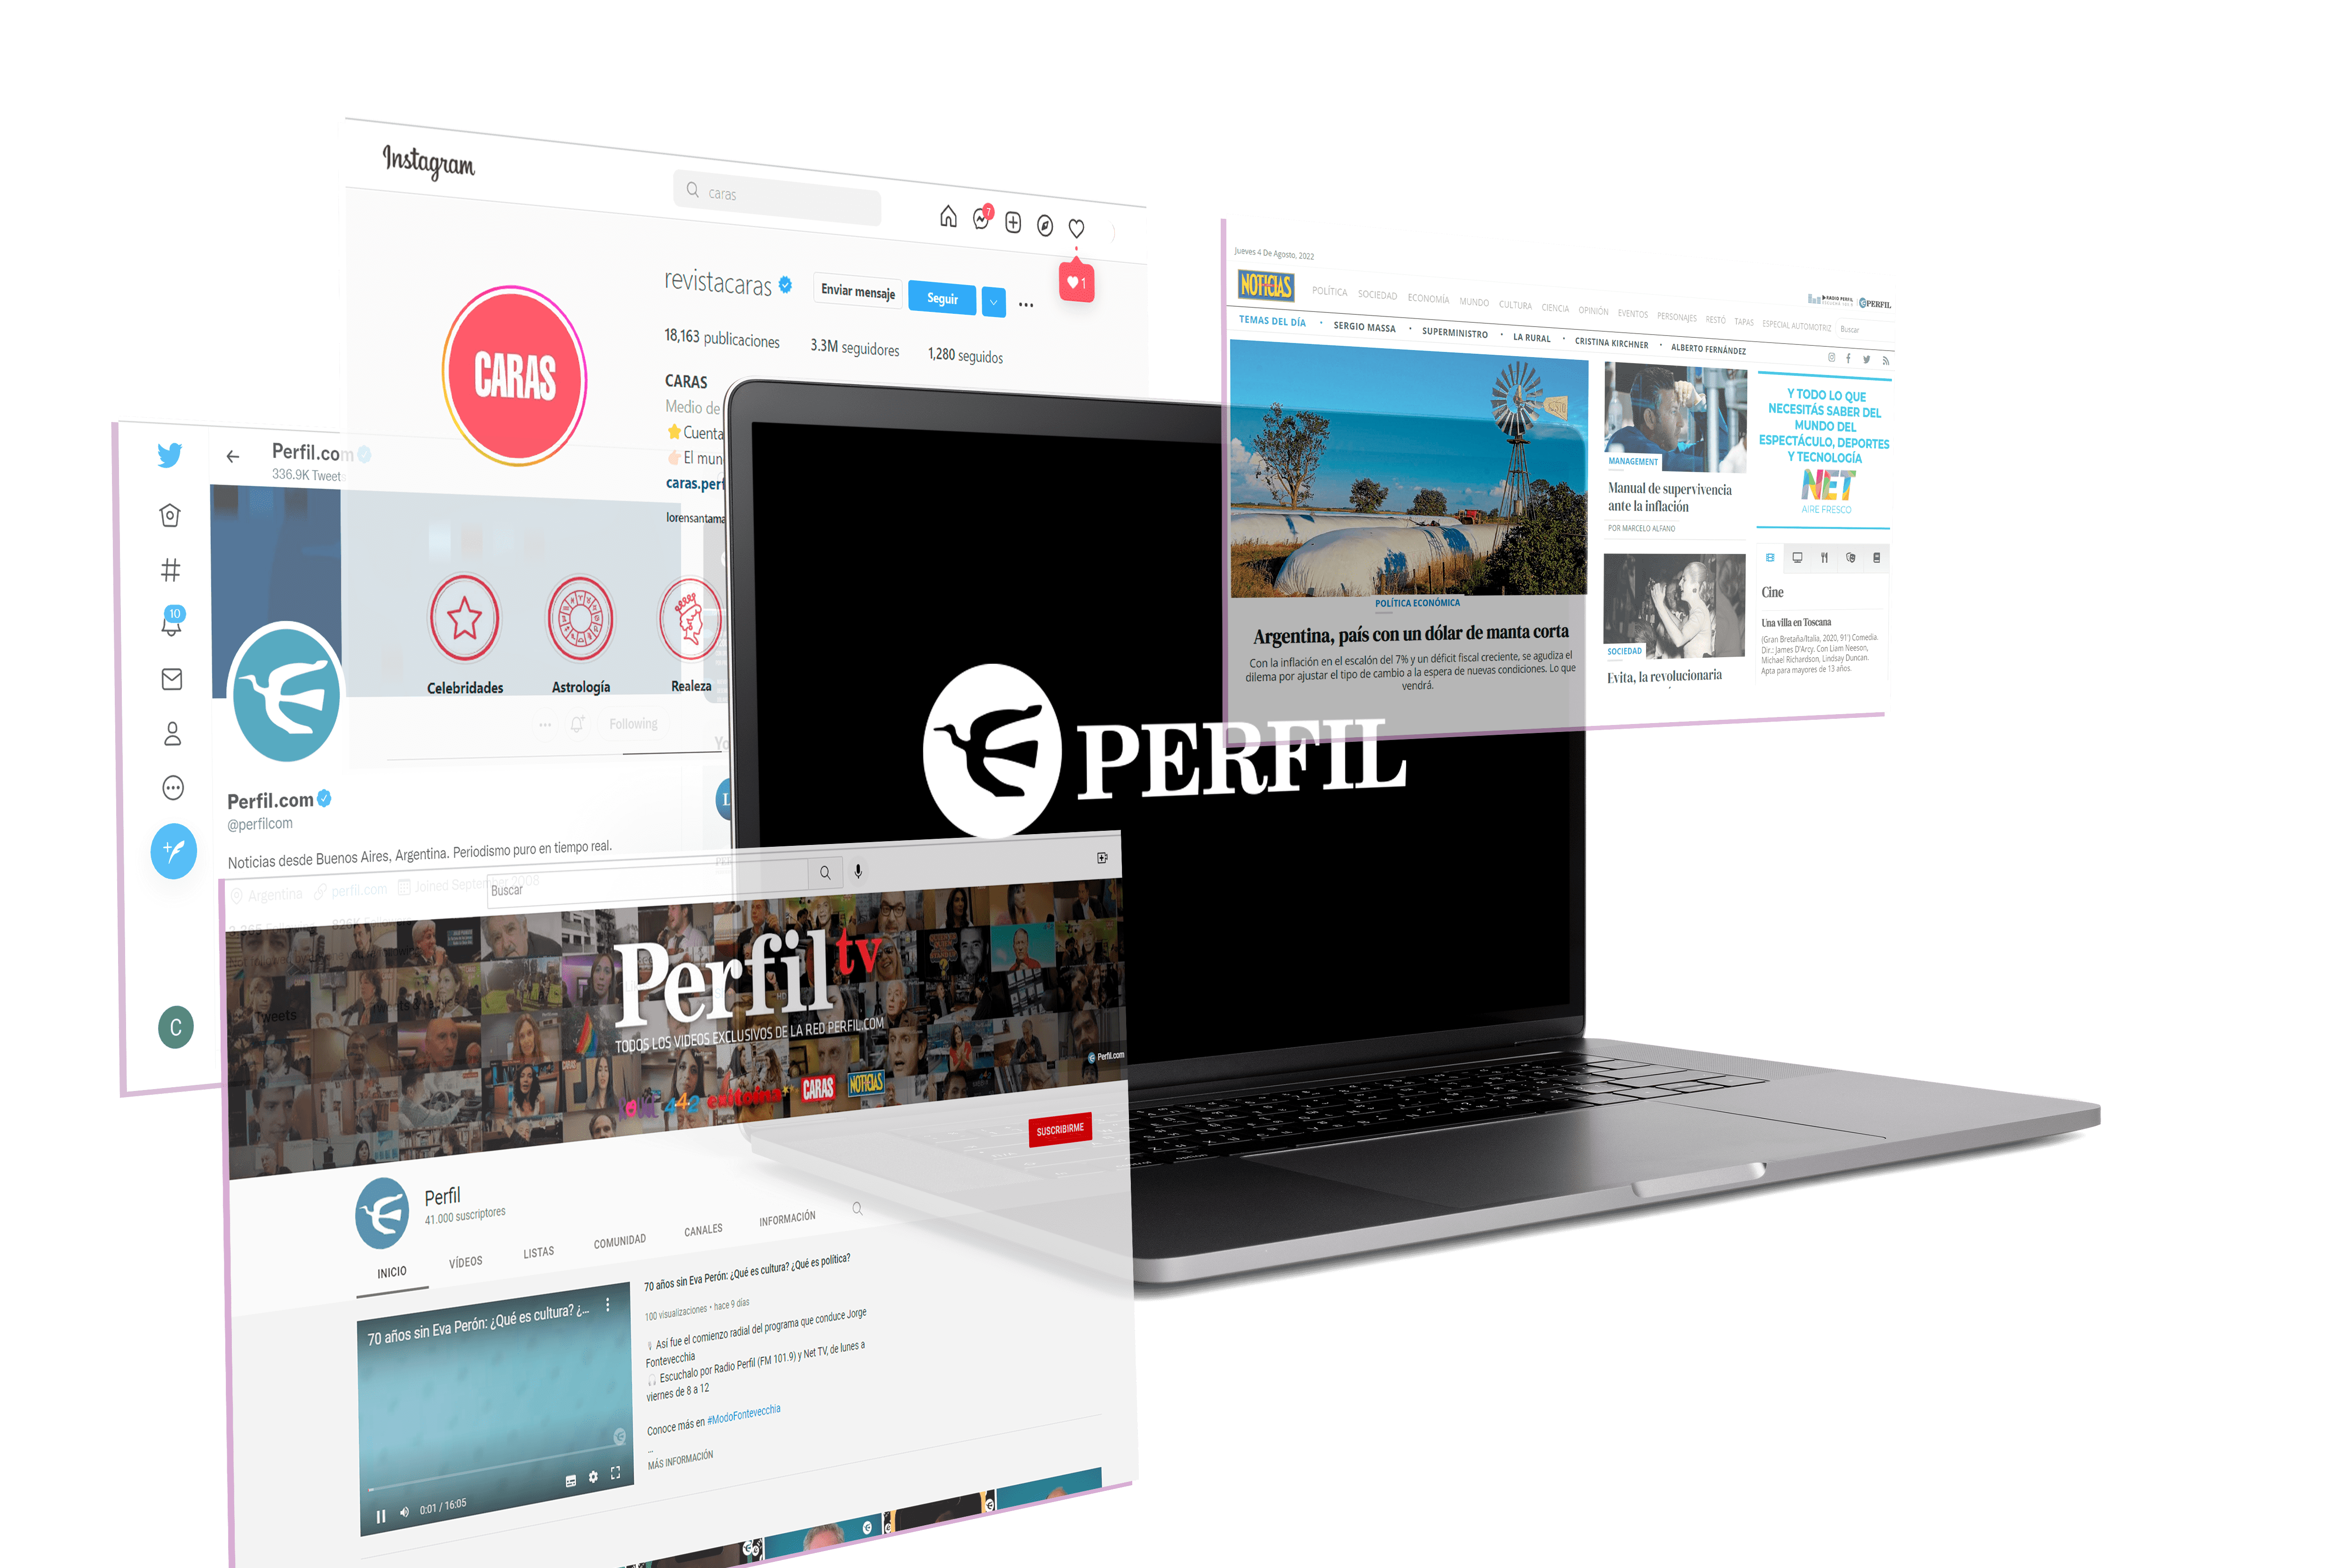 Instagram
caras
7
1
revistacaras
Enviar mensaje
Seguir
18,163 publicaciones
3.3M seguidores
1,280 seguidos
CARAS
CARAS
Medio de
Cuenta
El mun
caras.perf
lorensantama
Celebridades
Astrología
Realeza
Perfil.com
336.9K Tweets
10
Following
Yo
Perfil.com
@perfilcom
Noticias desde Buenos Aires, Argentina. Periodismo puro en tiempo real.
Argentina
perfil.com
Joined September 2008
Tweets
C
Jueves 4 De Agosto, 2022
NOTICIAS
POLÍTICA
SOCIEDAD
ECONOMÍA
MUNDO
CULTURA
CIENCIA
OPINIÓN
EVENTOS
PERSONAJES
RESTÓ
TAPAS
ESPECIAL AUTOMOTRIZ
Buscar
RADIO PERFIL
PERFIL
TEMAS DEL DÍA
SERGIO MASSA
SUPERMINISTRO
LA RURAL
CRISTINA KIRCHNER
ALBERTO FERNÁNDEZ
POLÍTICA ECONÓMICA
Argentina, país con un dólar de manta corta
Con la inflación en el escalón del 7% y un déficit fiscal creciente, se agudiza el
dilema por ajustar el tipo de cambio a la espera de nuevas condiciones. Lo que
vendrá.
MANAGEMENT
Manual de supervivencia
ante la inflación
POR MARCELO ALFANO
SOCIEDAD
Evita, la revolucionaria
Y TODO LO QUE
NECESITÁS SABER DEL
MUNDO DEL
ESPECTÁCULO, DEPORTES
Y TECNOLOGÍA
NET
AIRE FRESCO
Cine
Una villa en Toscana
(Gran Bretaña/Italia, 2020, 91') Comedia.
Dir.: James D'Arcy. Con Liam Neeson,
Michael Richardson, Lindsay Duncan.
Apta para mayores de 13 años.
PERFIL
Buscar
Perfil tv
TODOS LOS VIDEOS EXCLUSIVOS DE LA RED PERFIL.COM
Perfil.com
442
exitoina
CARAS
NOTICIAS
SUSCRIBIRME
Perfil
41.000 suscriptores
INICIO
VÍDEOS
LISTAS
COMUNIDAD
CANALES
INFORMACIÓN
70 años sin Eva Perón: ¿Qué es cultura? ¿...
0:01 / 16:05
70 años sin Eva Perón: ¿Qué es cultura? ¿Qué es política?
100 visualizaciones • hace 9 días
Así fue el comienzo radial del programa que conduce Jorge
Fontevecchia
Escuchalo por Radio Perfil (FM 101.9) y Net TV, de lunes a
viernes de 8 a 12
Conoce más en #ModoFontevecchia
...
MÁS INFORMACIÓN